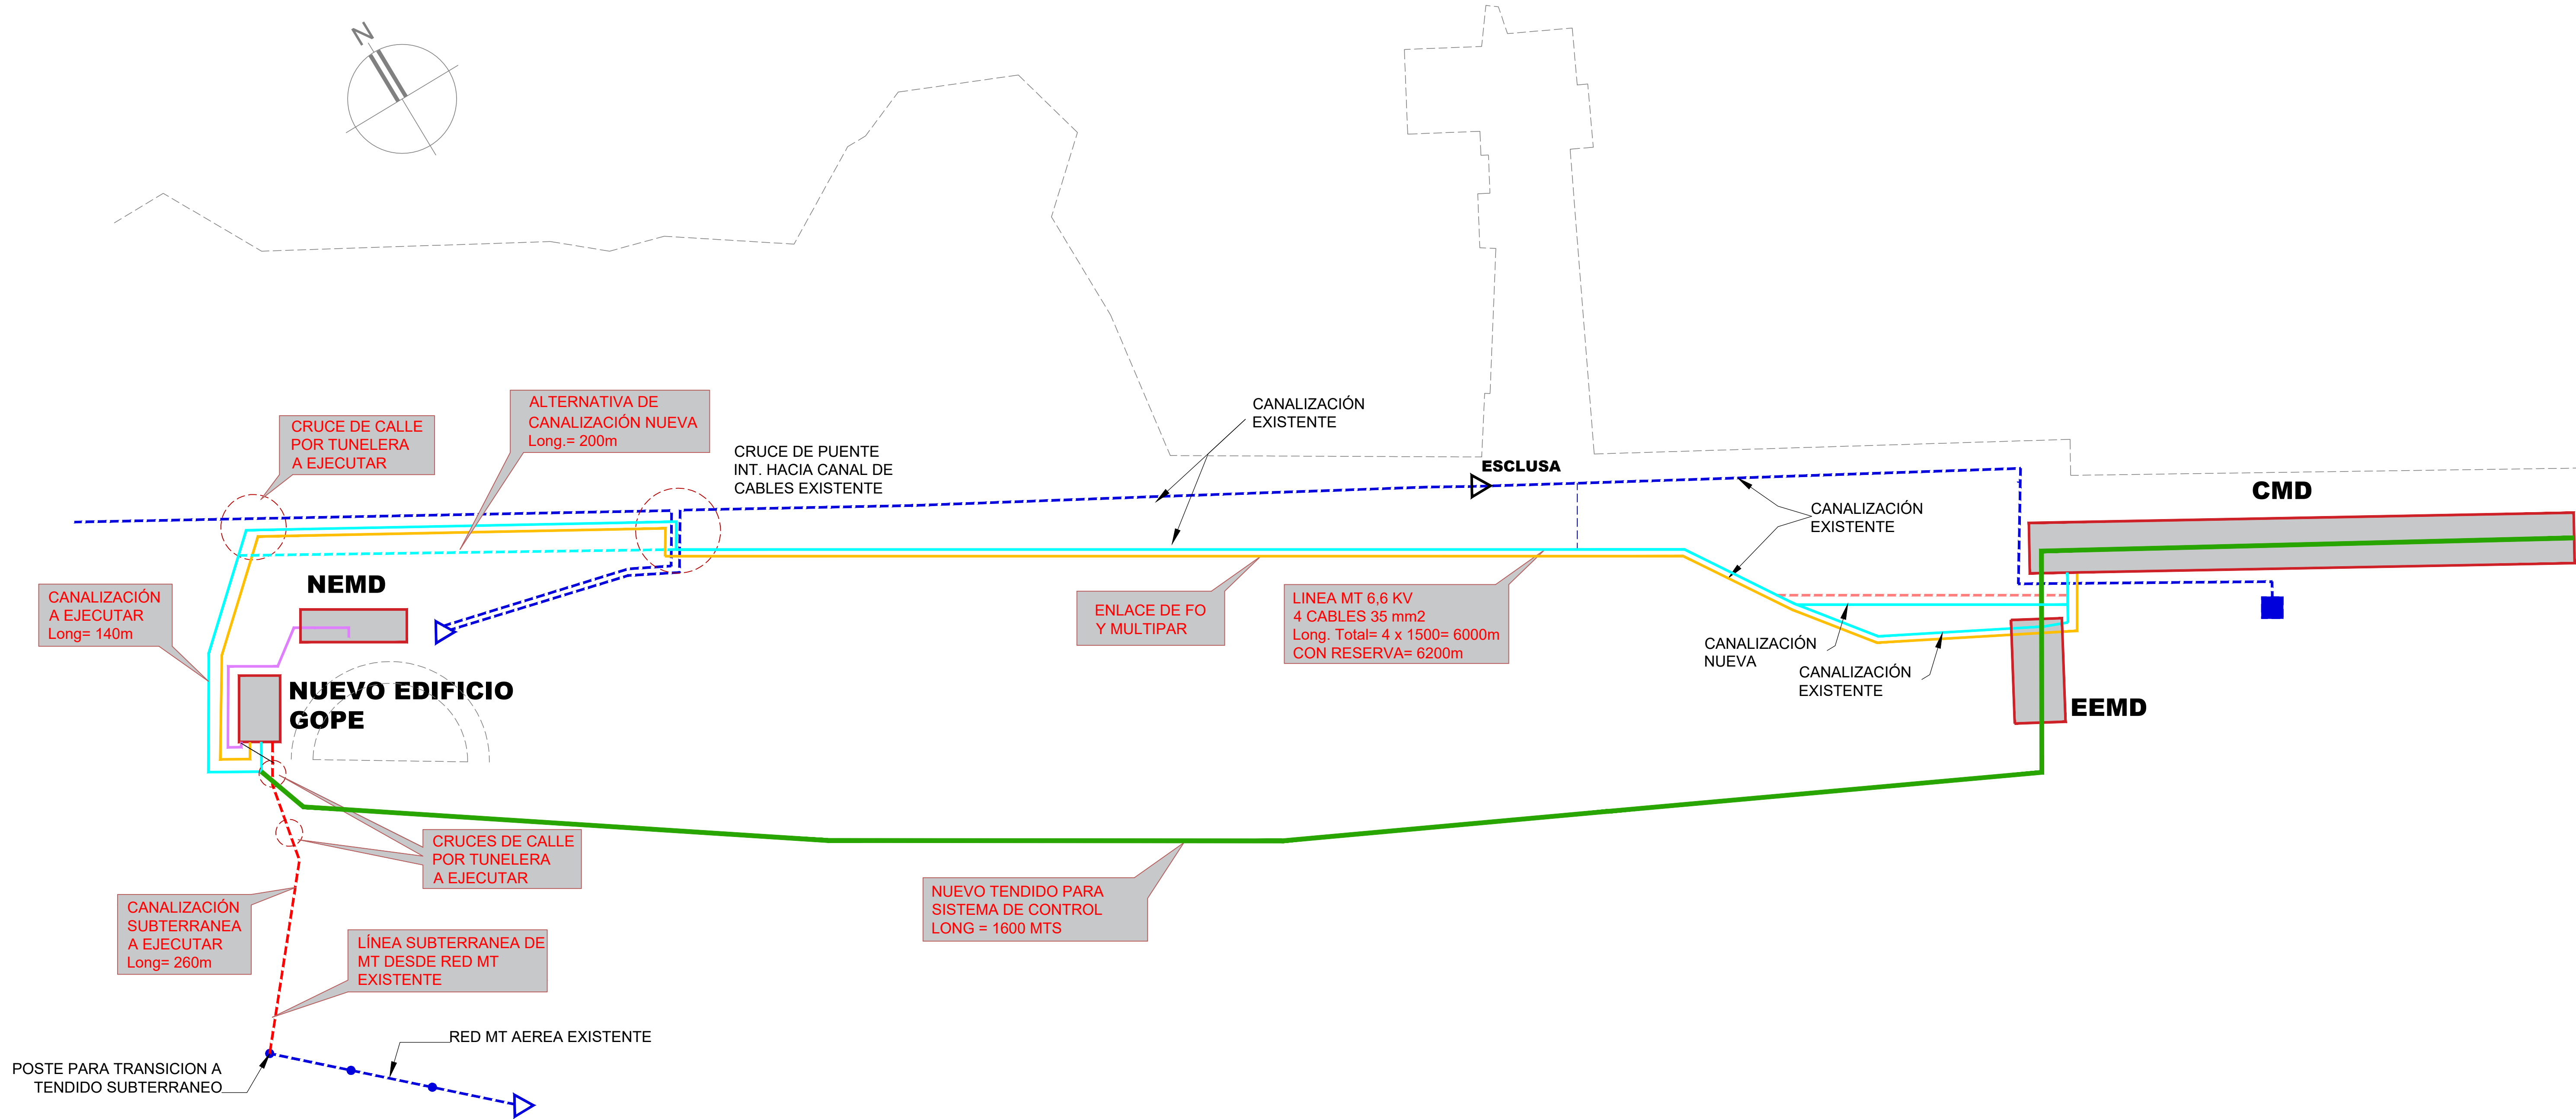 N
CRUCE DE CALLE
POR TUNELERA
A EJECUTAR
ALTERNATIVA DE
CANALIZACIÓN NUEVA
Long.= 200m
CRUCE DE PUENTE
INT. HACIA CANAL DE
CABLES EXISTENTE
CANALIZACIÓN
EXISTENTE
ESCLUSA
CANALIZACIÓN
EXISTENTE
CMD
CANALIZACIÓN
A EJECUTAR
Long= 140m
NEMD
ENLACE DE FO
Y MULTIPAR
LINEA MT 6,6 KV
4 CABLES 35 mm2
Long. Total= 4 x 1500= 6000m
CON RESERVA= 6200m
CANALIZACIÓN
NUEVA
CANALIZACIÓN
EXISTENTE
EEMD
NUEVO EDIFICIO
GOPE
CRUCES DE CALLE
POR TUNELERA
A EJECUTAR
NUEVO TENDIDO PARA
SISTEMA DE CONTROL
LONG = 1600 MTS
CANALIZACIÓN
SUBTERRANEA
A EJECUTAR
Long= 260m
LÍNEA SUBTERRANEA DE
MT DESDE RED MT
EXISTENTE
RED MT AEREA EXISTENTE
POSTE PARA TRANSICION A
TENDIDO SUBTERRANEO